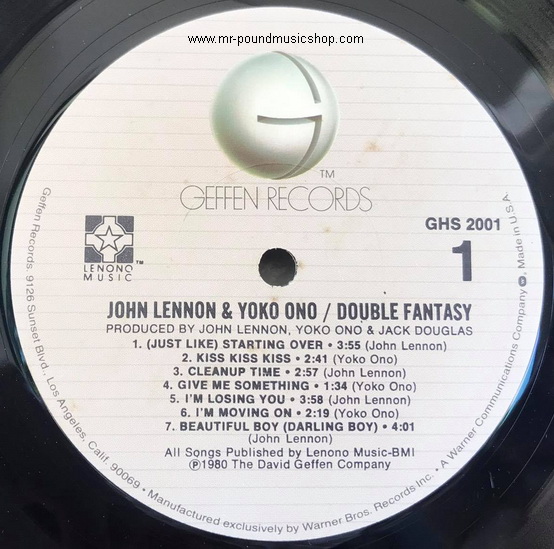 www.mr-poundmusicshop.com
G
TM
GEFFEN RECORDS
LENONO
MUSIC
TM
GHS 2001
1
JOHN LENNON & YOKO ONO / DOUBLE FANTASY
PRODUCED BY JOHN LENNON, YOKO ONO & JACK DOUGLAS
1. (JUST LIKE) STARTING OVER • 3:55 (John Lennon)
2. KISS KISS KISS • 2:41 (Yoko Ono)
3. CLEANUP TIME • 2:57 (John Lennon)
4. GIVE ME SOMETHING • 1:34 (Yoko Ono)
5. I'M LOSING YOU • 3:58 (John Lennon)
6. I'M MOVING ON • 2:19 (Yoko Ono)
7. BEAUTIFUL BOY (DARLING BOY) • 4:01
(John Lennon)
All Songs Published by Lenono Music-BMI
℗1980 The David Geffen Company
Geffen Records, 9126 Sunset Blvd., Los Angeles, Calif. 90069 • Manufactured exclusively by Warner Bros. Records Inc. • A Warner Communications Company Made in U.S.A.